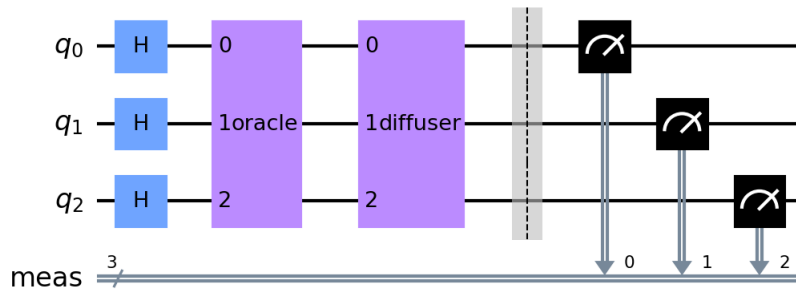 q0 H 0 0
q1 H 1oracle 1diffuser
q2 H 2 2
meas 3 0 1 2